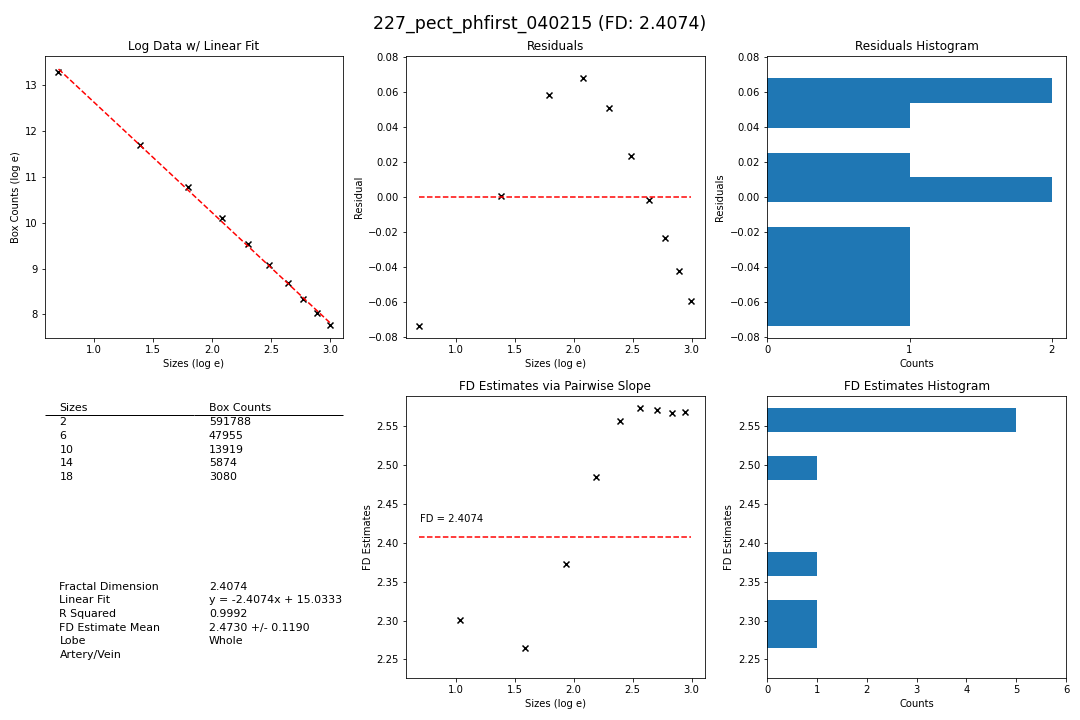 227_pect_phfirst_040215 (FD: 2.4074)
Log Data w/ Linear Fit
Box Counts (log e)
13
12
11
10
9
8
1.0 1.5 2.0 2.5 3.0
Sizes (log e)
Residuals
Residual
0.08
0.06
0.04
0.02
0.00
−0.02
−0.04
−0.06
−0.08
1.0 1.5 2.0 2.5 3.0
Sizes (log e)
Residuals Histogram
Residuals
0.08
0.06
0.04
0.02
0.00
−0.02
−0.04
−0.06
−0.08
0 1 2
Counts
Sizes Box Counts
2 591788
6 47955
10 13919
14 5874
18 3080
Fractal Dimension 2.4074
Linear Fit y = -2.4074x + 15.0333
R Squared 0.9992
FD Estimate Mean 2.4730 +/- 0.1190
Lobe Whole
Artery/Vein
FD Estimates via Pairwise Slope
FD Estimates
2.55
2.50
2.45
2.40
2.35
2.30
2.25
FD = 2.4074
1.0 1.5 2.0 2.5 3.0
Sizes (log e)
FD Estimates Histogram
FD Estimates
2.55
2.50
2.45
2.40
2.35
2.30
2.25
0 1 2 3 4 5 6
Counts